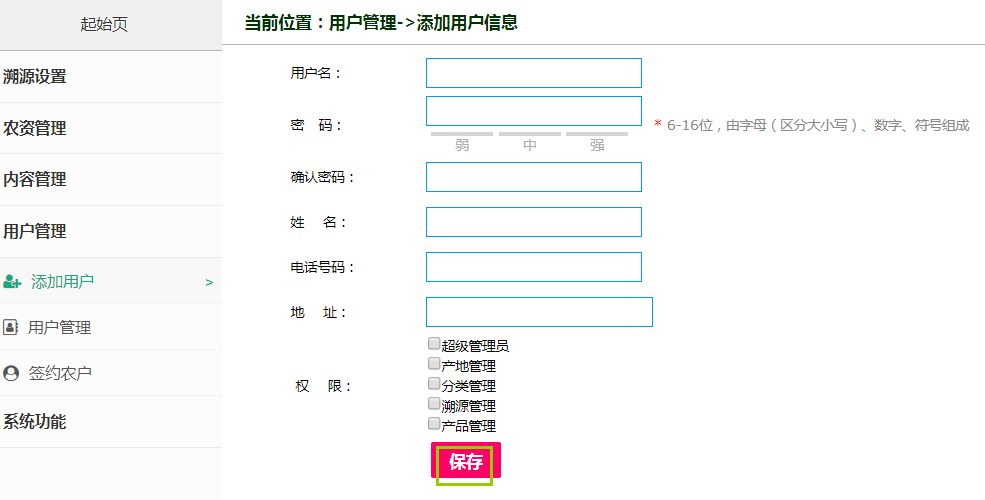 起始页
溯源设置
农资管理
内容管理
用户管理
添加用户 >
用户管理
签约农户
系统功能
当前位置：用户管理->添加用户信息
用户名：
密 码：
* 6-16位，由字母（区分大小写）、数字、符号组成
弱 中 强
确认密码：
姓 名：
电话号码：
地 址：
权 限：
超级管理员
产地管理
分类管理
溯源管理
产品管理
保存